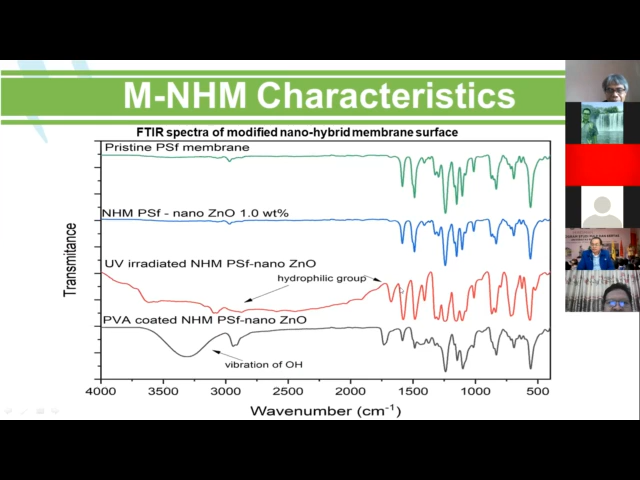 M-NHM Characteristics
FTIR spectra of modified nano-hybrid membrane surface
Pristine PSf membrane
NHM PSf - nano ZnO 1.0 wt%
UV irradiated NHM PSf-nano ZnO
hydrophilic group
PVA coated NHM PSf-nano ZnO
vibration of OH
Transmitance
4000 3500 3000 2500 2000 1500 1000 500
Wavenumber (cm⁻¹)